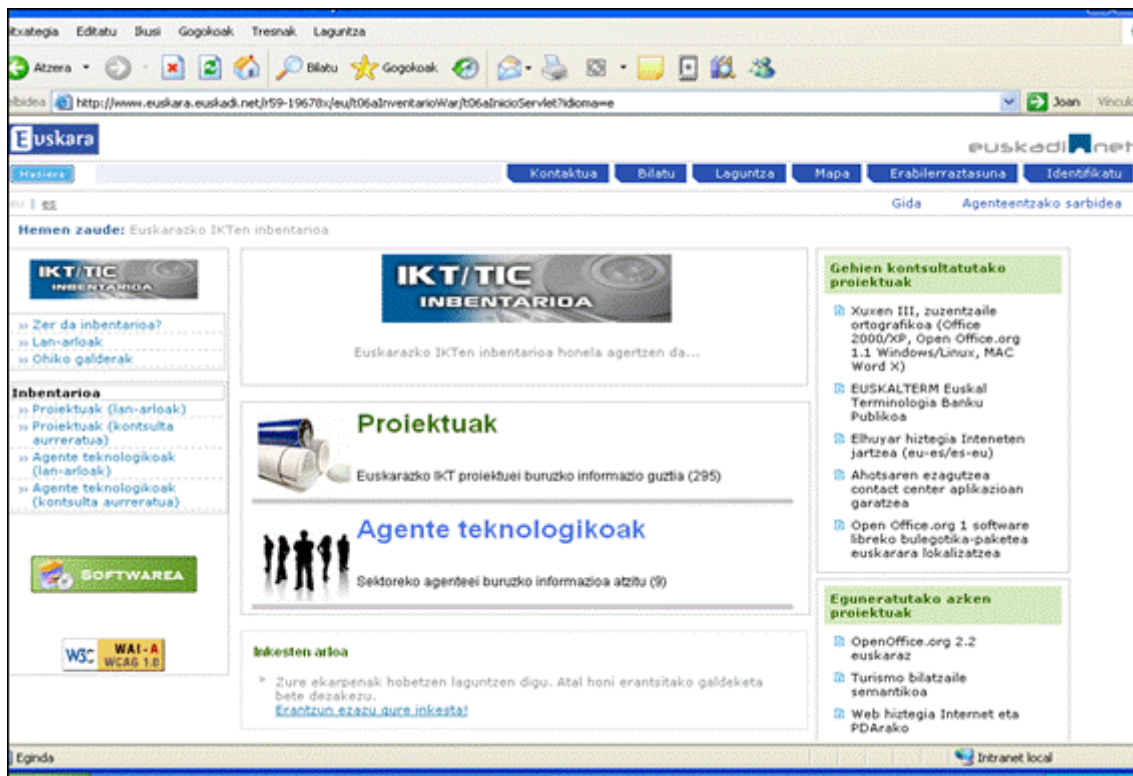 Editatu Ikusi Gogokoak Tresnak Laguntza
Atzera Bilatu Gogokoak
http://www.euskara.euskadi.net/r59-19678x/eu/t06aInventarioWar/t06aInicioServlet?idioma=e Joan
Euskara
euskadi net
Hasiera Kontaktua Bilatu Laguntza Mapa Erabilerraztasuna Identifikatu
eu | es Gida Agenteentzako sarbidea
Hemen zaude: Euskarazko IKTen inbentarioa
IKT/TIC
INBENTARIOA
» Zer da inbentarioa?
» Lan-arloak
» Ohiko galderak
Inbentarioa
» Proiektuak (lan-arloak)
» Proiektuak (kontsulta
aurreratua)
» Agente teknologikoak
(lan-arloak)
» Agente teknologikoak
(kontsulta aurreratua)
SOFTWAREA
W3C WAI-A
WCAG 1.0
IKT/TIC
INBENTARIOA
Euskarazko IKTen inbentarioa honela agertzen da...
Proiektuak
Euskarazko IKT proiektuei buruzko informazio guztia (295)
Agente teknologikoak
Sektoreko agenteei buruzko informazioa atzitu (9)
Inkesten arloa
Zure ekarpenak hobetzen laguntzen digu. Atal honi erantsitako galdeketa
bete dezakezu.
Erantzun ezazu gure inkesta!
Gehien kontsultatutako
proiektuak
Xuxen III, zuzentzaile
ortografikoa (Office
2000/XP, Open Office.org
1.1 Windows/Linux, MAC
Word X)
EUSKALTERM Euskal
Terminologia Banku
Publikoa
Elhuyar hiztegia Inteneten
jartzea (eu-es/es-eu)
Ahotsaren ezagutzea
contact center aplikazioan
garatzea
Open Office.org 1 software
libreko bulegotika-paketea
euskarara lokalizatzea
Eguneratutako azken
proiektuak
OpenOffice.org 2.2
euskaraz
Turismo bilatzaile
semantikoa
Web hiztegia Internet eta
PDArako
Eginda Intranet local